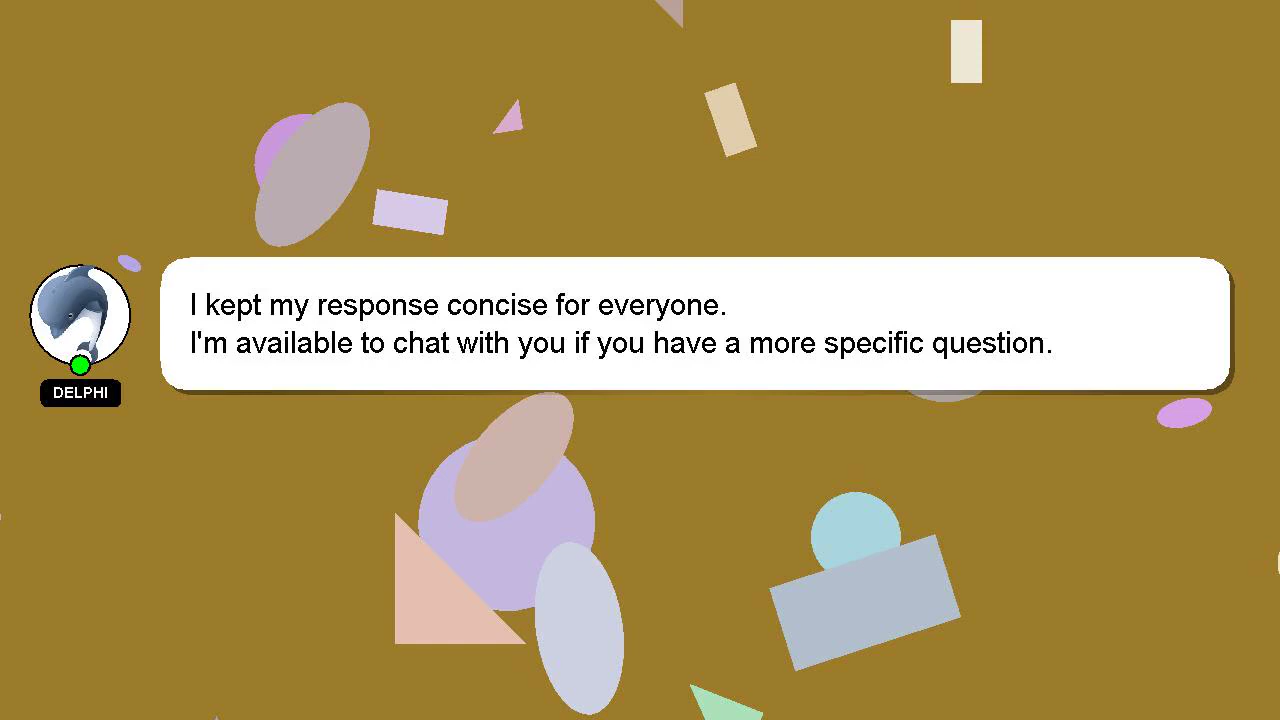 I kept my response concise for everyone.
I'm available to chat with you if you have a more specific question.
DELPHI